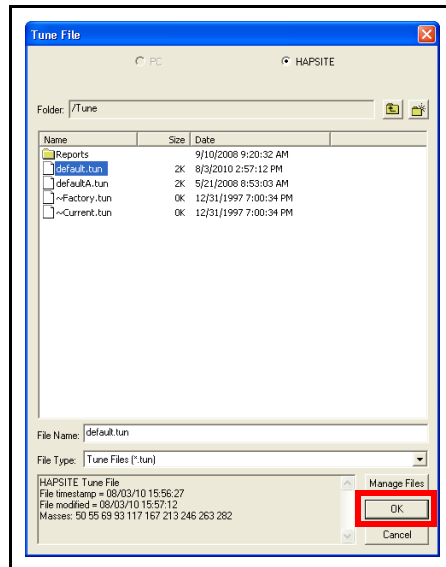 Tune File
PC HAPSITE
Folder: /Tune
Name Size Date
Reports 9/10/2008 9:20:32 AM
default.tun 2K 8/3/2010 2:57:12 PM
defaultA.tun 2K 5/21/2008 8:53:03 AM
~Factory.tun 0K 12/31/1997 7:00:34 PM
~Current.tun 0K 12/31/1997 7:00:34 PM
File Name: default.tun
File Type: Tune Files (*.tun)
HAPSITE Tune File
File timestamp = 08/03/10 15:56:27
File modified = 08/03/10 15:57:12
Masses: 50 55 69 93 117 167 213 246 263 282
Manage Files
OK
Cancel